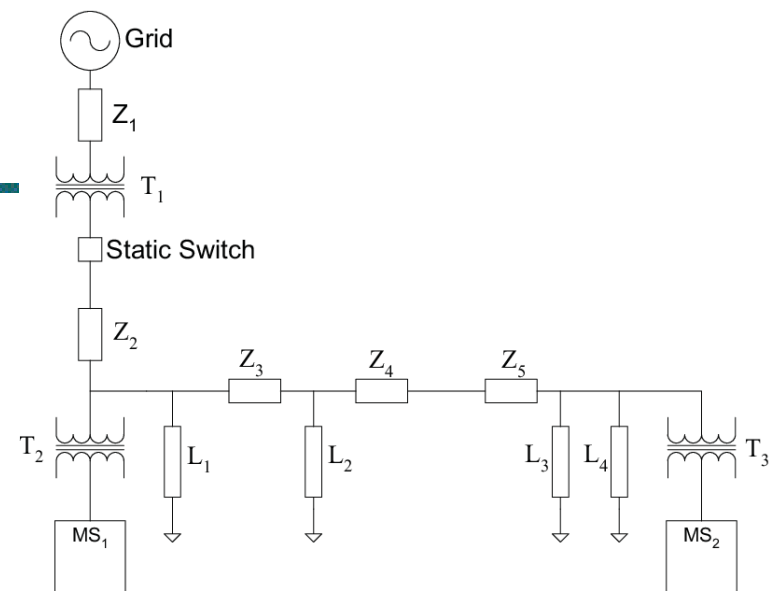 Grid
Z₁
T₁
Static Switch
Z₂
Z₃ Z₄ Z₅
T₂ L₁ L₂ L₃ L₄ T₃
MS₁ MS₂